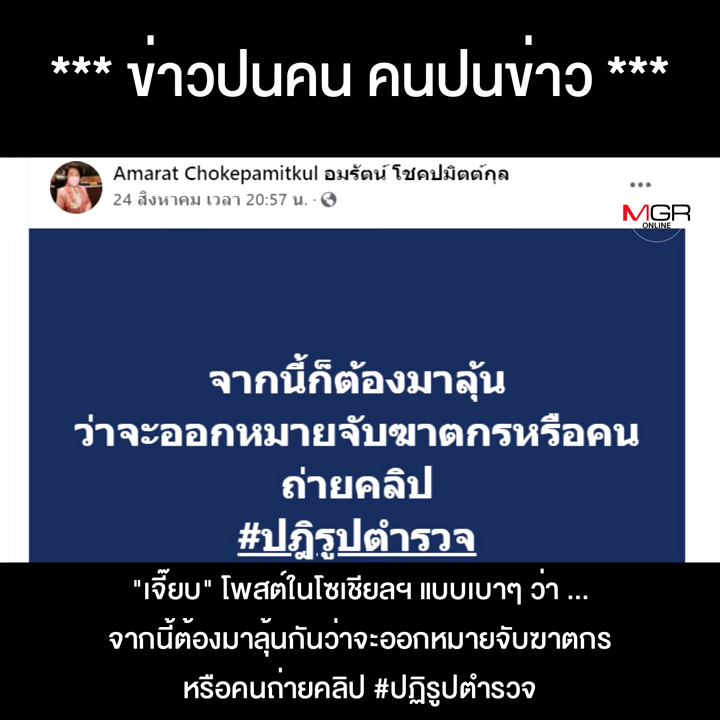 *** ข่าวปนคน คนปนข่าว ***
Amarat Chokepamitkul อมรัตน์ โชคปมิตต์กุล
24 สิงหาคม เวลา 20:57 น. ·
MGR
ONLINE
จากนี้ก็ต้องมาลุ้น
ว่าจะออกหมายจับฆาตกรหรือคน
ถ่ายคลิป
#ปฎิรูปตำรวจ
"เจี๊ยบ" โพสต์ในโซเชียลฯ แบบเบาๆ ว่า ...
จากนี้ต้องมาลุ้นกันว่าจะออกหมายจับฆาตกร
หรือคนถ่ายคลิป #ปฏิรูปตำรวจ